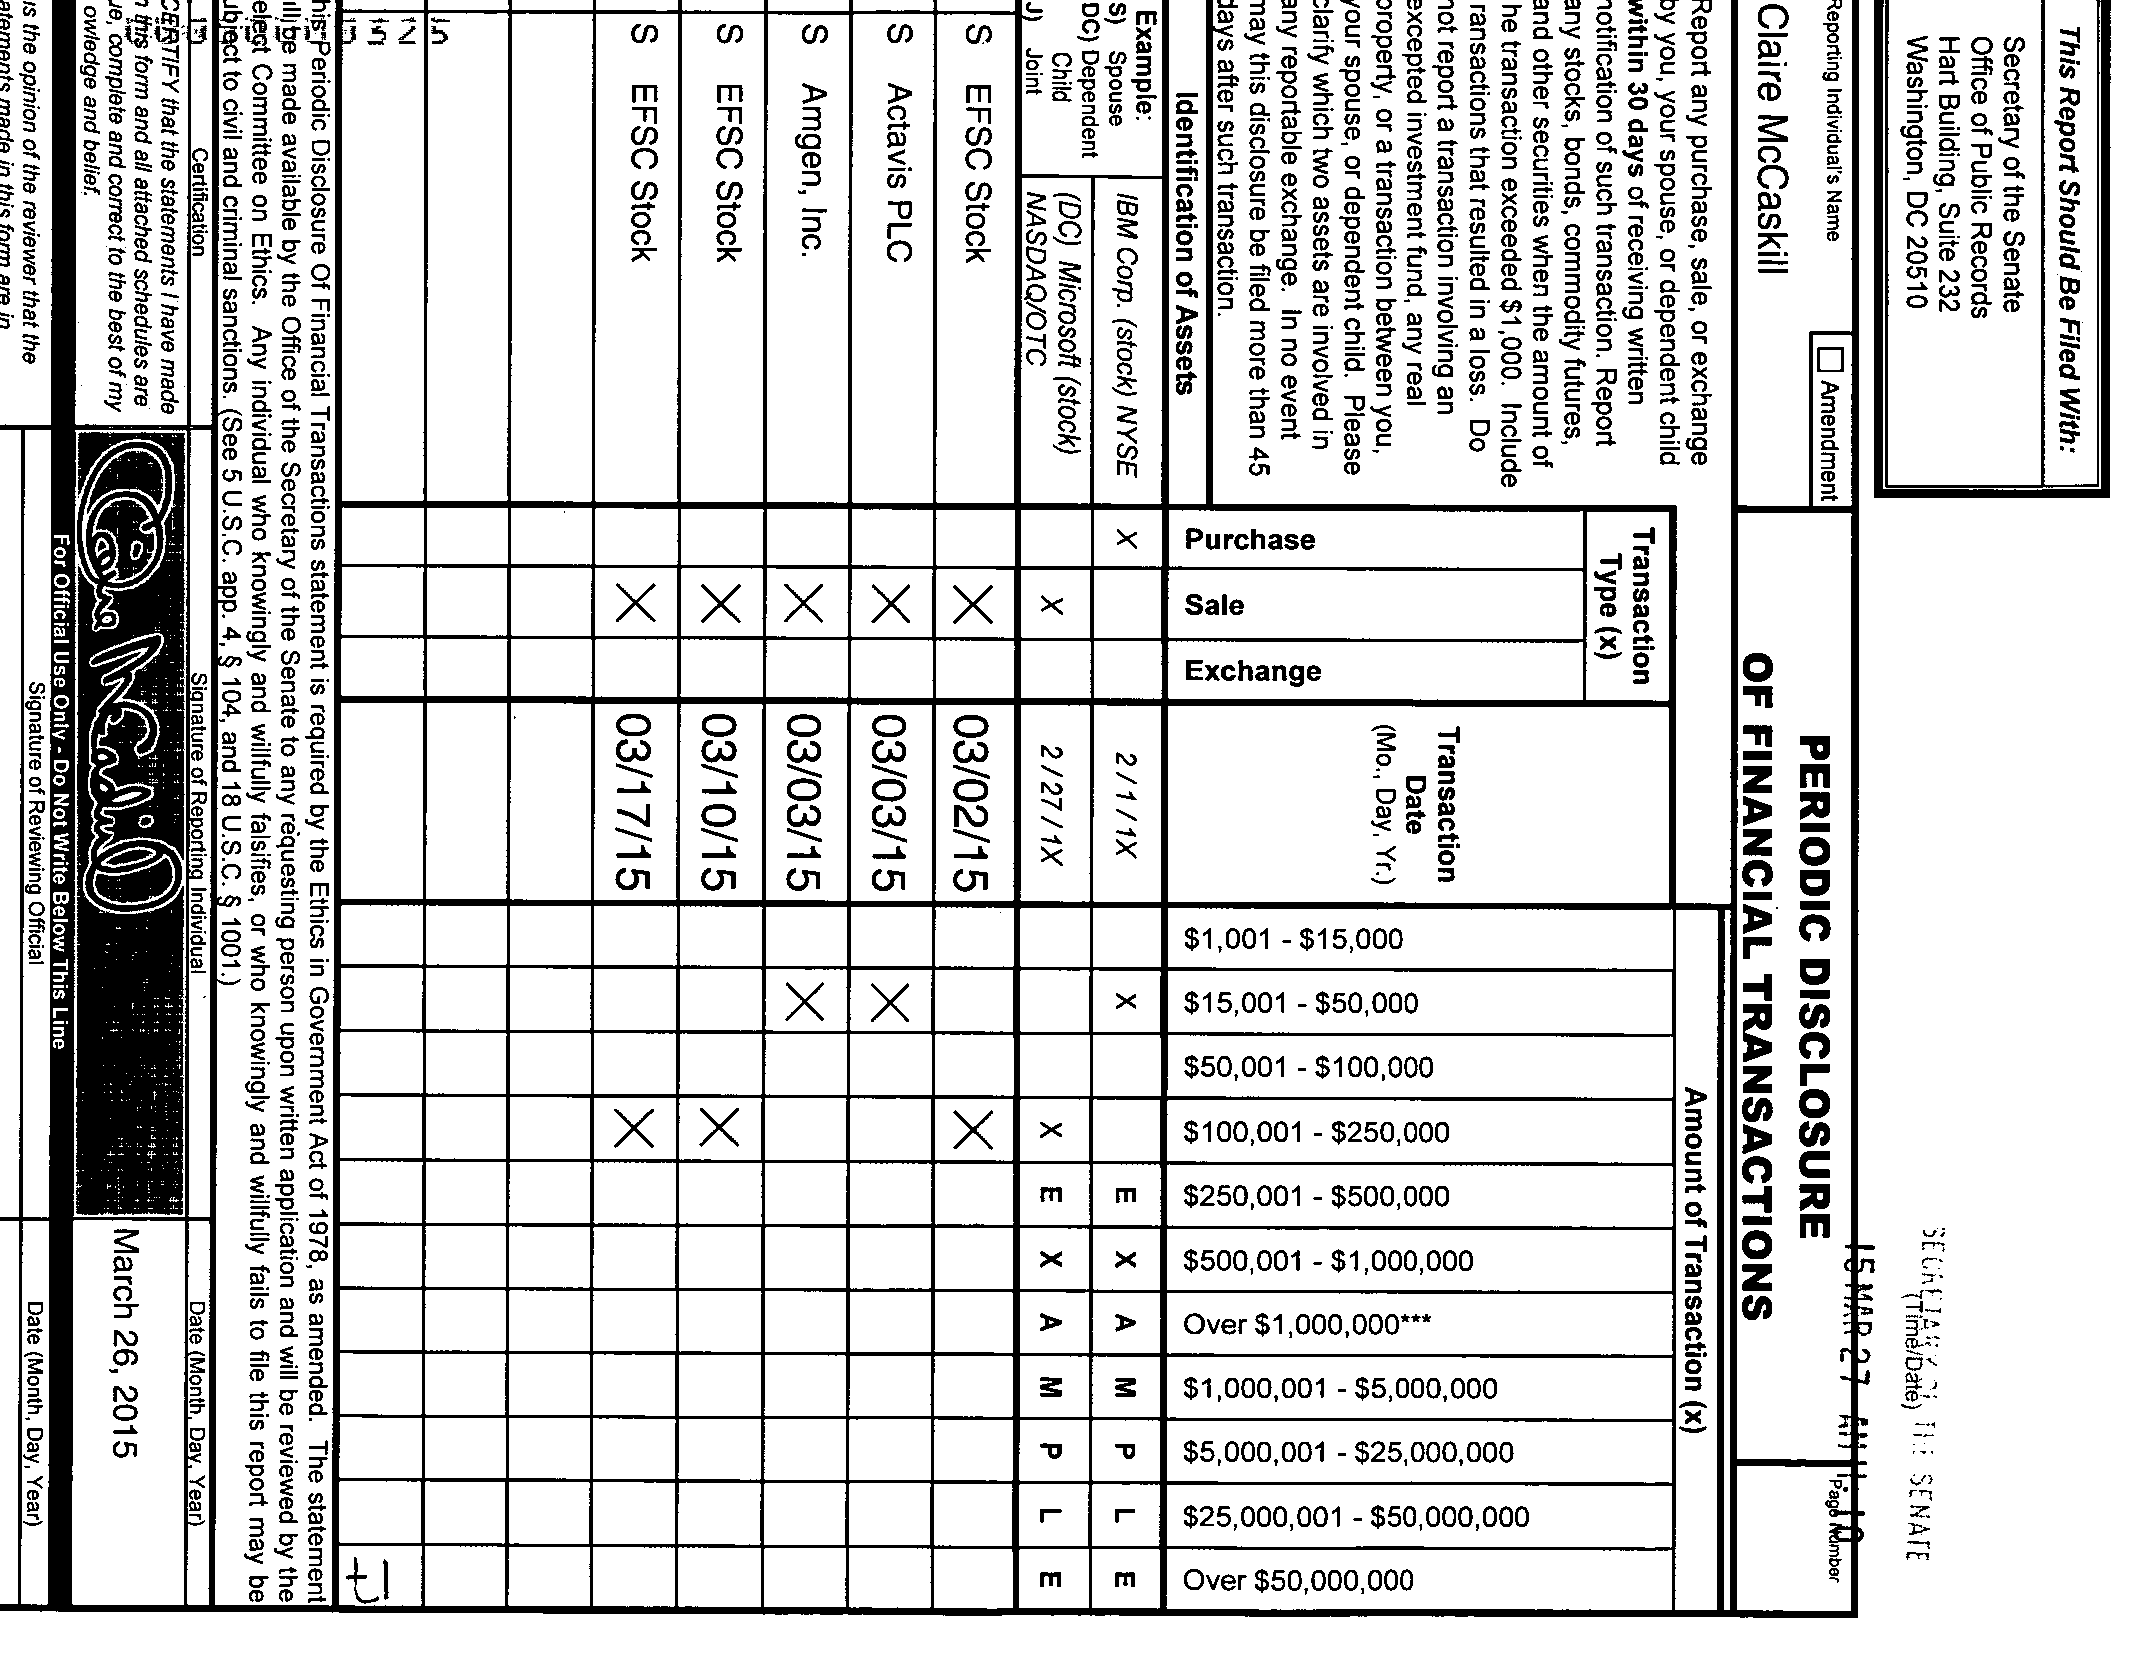 This Report Should Be Filed With:
Secretary of the Senate
Office of Public Records
Hart Building, Suite 232
Washington, DC 20510
SECRETARY OF THE SENATE
(Time/Date)
15 MAR 27
Reporting Individual's Name
Amendment
Claire McCaskill
PERIODIC DISCLOSURE
OF FINANCIAL TRANSACTIONS
Page Number
Report any purchase, sale, or exchange
by you, your spouse, or dependent child
within 30 days of receiving written
notification of such transaction. Report
any stocks, bonds, commodity futures,
and other securities when the amount of
he transaction exceeded $1,000. Include
ransactions that resulted in a loss. Do
not report a transaction involving an
excepted investment fund, any real
property, or a transaction between you,
your spouse, or dependent child. Please
clarify which two assets are involved in
any reportable exchange. In no event
may this disclosure be filed more than 45
days after such transaction.
Identification of Assets
Transaction
Type (x)
Purchase
Sale
Exchange
Transaction
Date
(Mo., Day, Yr.)
Amount of Transaction (x)
$1,001 - $15,000
$15,001 - $50,000
$50,001 - $100,000
$100,001 - $250,000
$250,001 - $500,000
$500,001 - $1,000,000
Over $1,000,000***
$1,000,001 - $5,000,000
$5,000,001 - $25,000,000
$25,000,001 - $50,000,000
Over $50,000,000
Example:
S) Spouse
DC) Dependent
Child
J) Joint
IBM Corp. (stock) NYSE X 2 / 1 / 1X X E X A M P L E
(DC) Microsoft (stock)
NASDAQ/OTC X 2 / 27 / 1X X E X A M P L E
S EFSC Stock X 03/02/15 X
S Actavis PLC X 03/03/15 X
S Amgen, Inc. X 03/03/15 X
S EFSC Stock X 03/10/15 X
S EFSC Stock X 03/17/15 X
his Periodic Disclosure Of Financial Transactions statement is required by the Ethics in Government Act of 1978, as amended. The statement
ill be made available by the Office of the Secretary of the Senate to any requesting person upon written application and will be reviewed by the
elect Committee on Ethics. Any individual who knowingly and willfully falsifies, or who knowingly and willfully fails to file this report may be
ubject to civil and criminal sanctions. (See 5 U.S.C. app. 4, § 104, and 18 U.S.C. § 1001.)
Certification
Signature of Reporting Individual
Date (Month, Day, Year)
CERTIFY that the statements I have made
n this form and all attached schedules are
ue, complete and correct to the best of my
owledge and belief.
Claire McCaskill
March 26, 2015
For Official Use Only - Do Not Write Below This Line
is the opinion of the reviewer that the
atements made in this form are in
Signature of Reviewing Official
Date (Month, Day, Year)